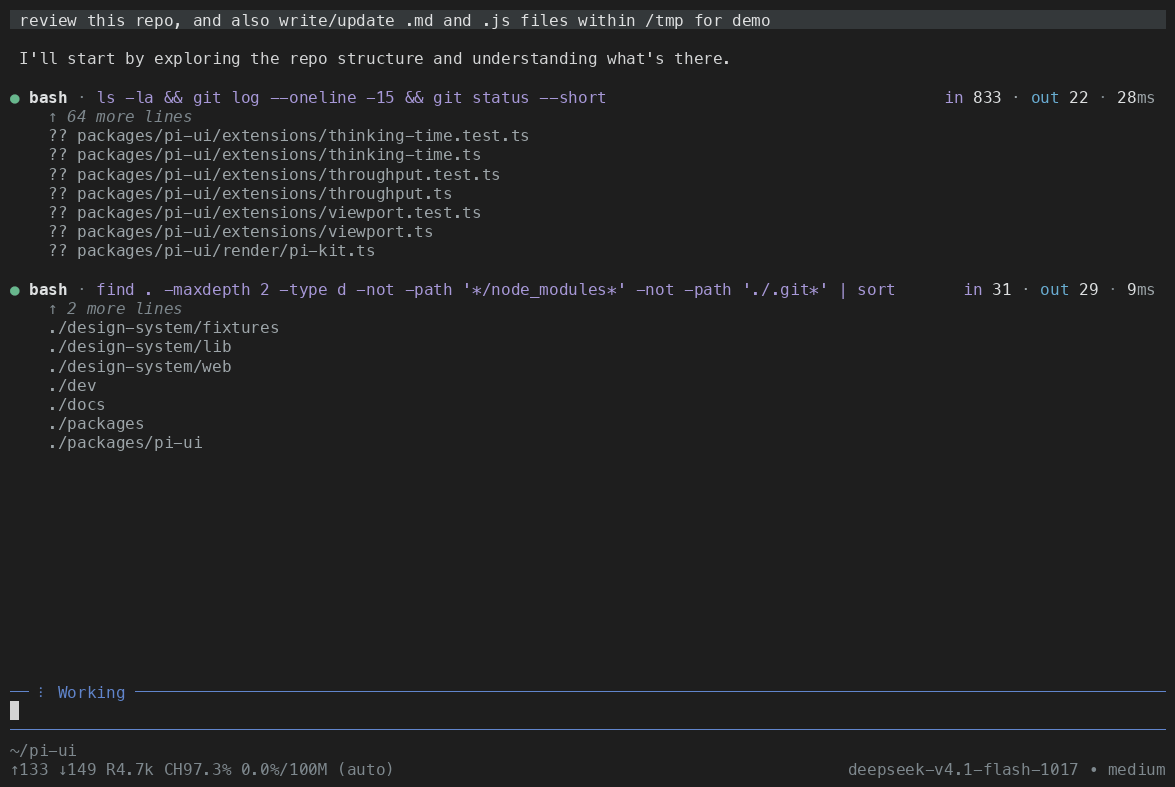 review this repo, and also write/update .md and .js files within /tmp for demo
I'll start by exploring the repo structure and understanding what's there.
● bash · ls -la && git log --oneline -15 && git status --short in 833 · out 22 · 28ms
↑ 64 more lines
?? packages/pi-ui/extensions/thinking-time.test.ts
?? packages/pi-ui/extensions/thinking-time.ts
?? packages/pi-ui/extensions/throughput.test.ts
?? packages/pi-ui/extensions/throughput.ts
?? packages/pi-ui/extensions/viewport.test.ts
?? packages/pi-ui/extensions/viewport.ts
?? packages/pi-ui/render/pi-kit.ts
● bash · find . -maxdepth 2 -type d -not -path '*/node_modules*' -not -path './.git*' | sort in 31 · out 29 · 9ms
↑ 2 more lines
./design-system/fixtures
./design-system/lib
./design-system/web
./dev
./docs
./packages
./packages/pi-ui
⋮ Working
~/pi-ui
↑133 ↓149 R4.7k CH97.3% 0.0%/100M (auto) deepseek-v4.1-flash-1017 • medium